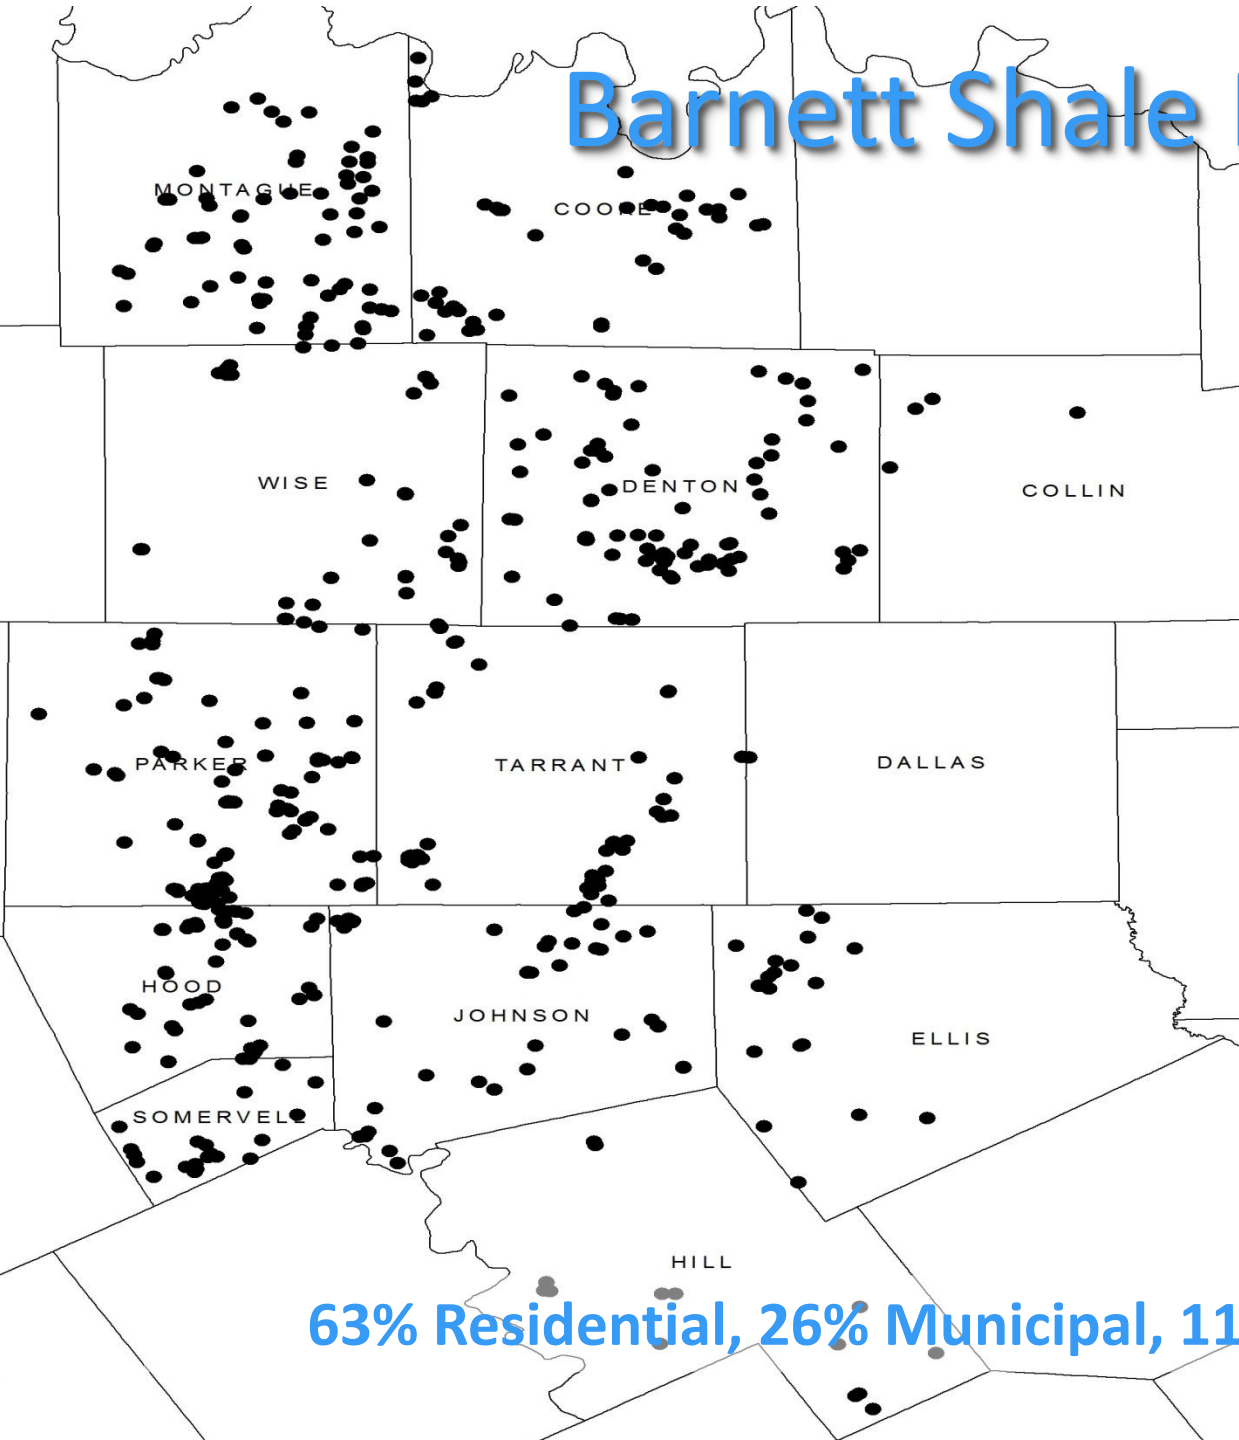 Barnett Shale
MONTAGUE
COOKE
WISE
DENTON
COLLIN
PARKER
TARRANT
DALLAS
HOOD
JOHNSON
ELLIS
SOMERVELL
HILL
63% Residential, 26% Municipal, 11